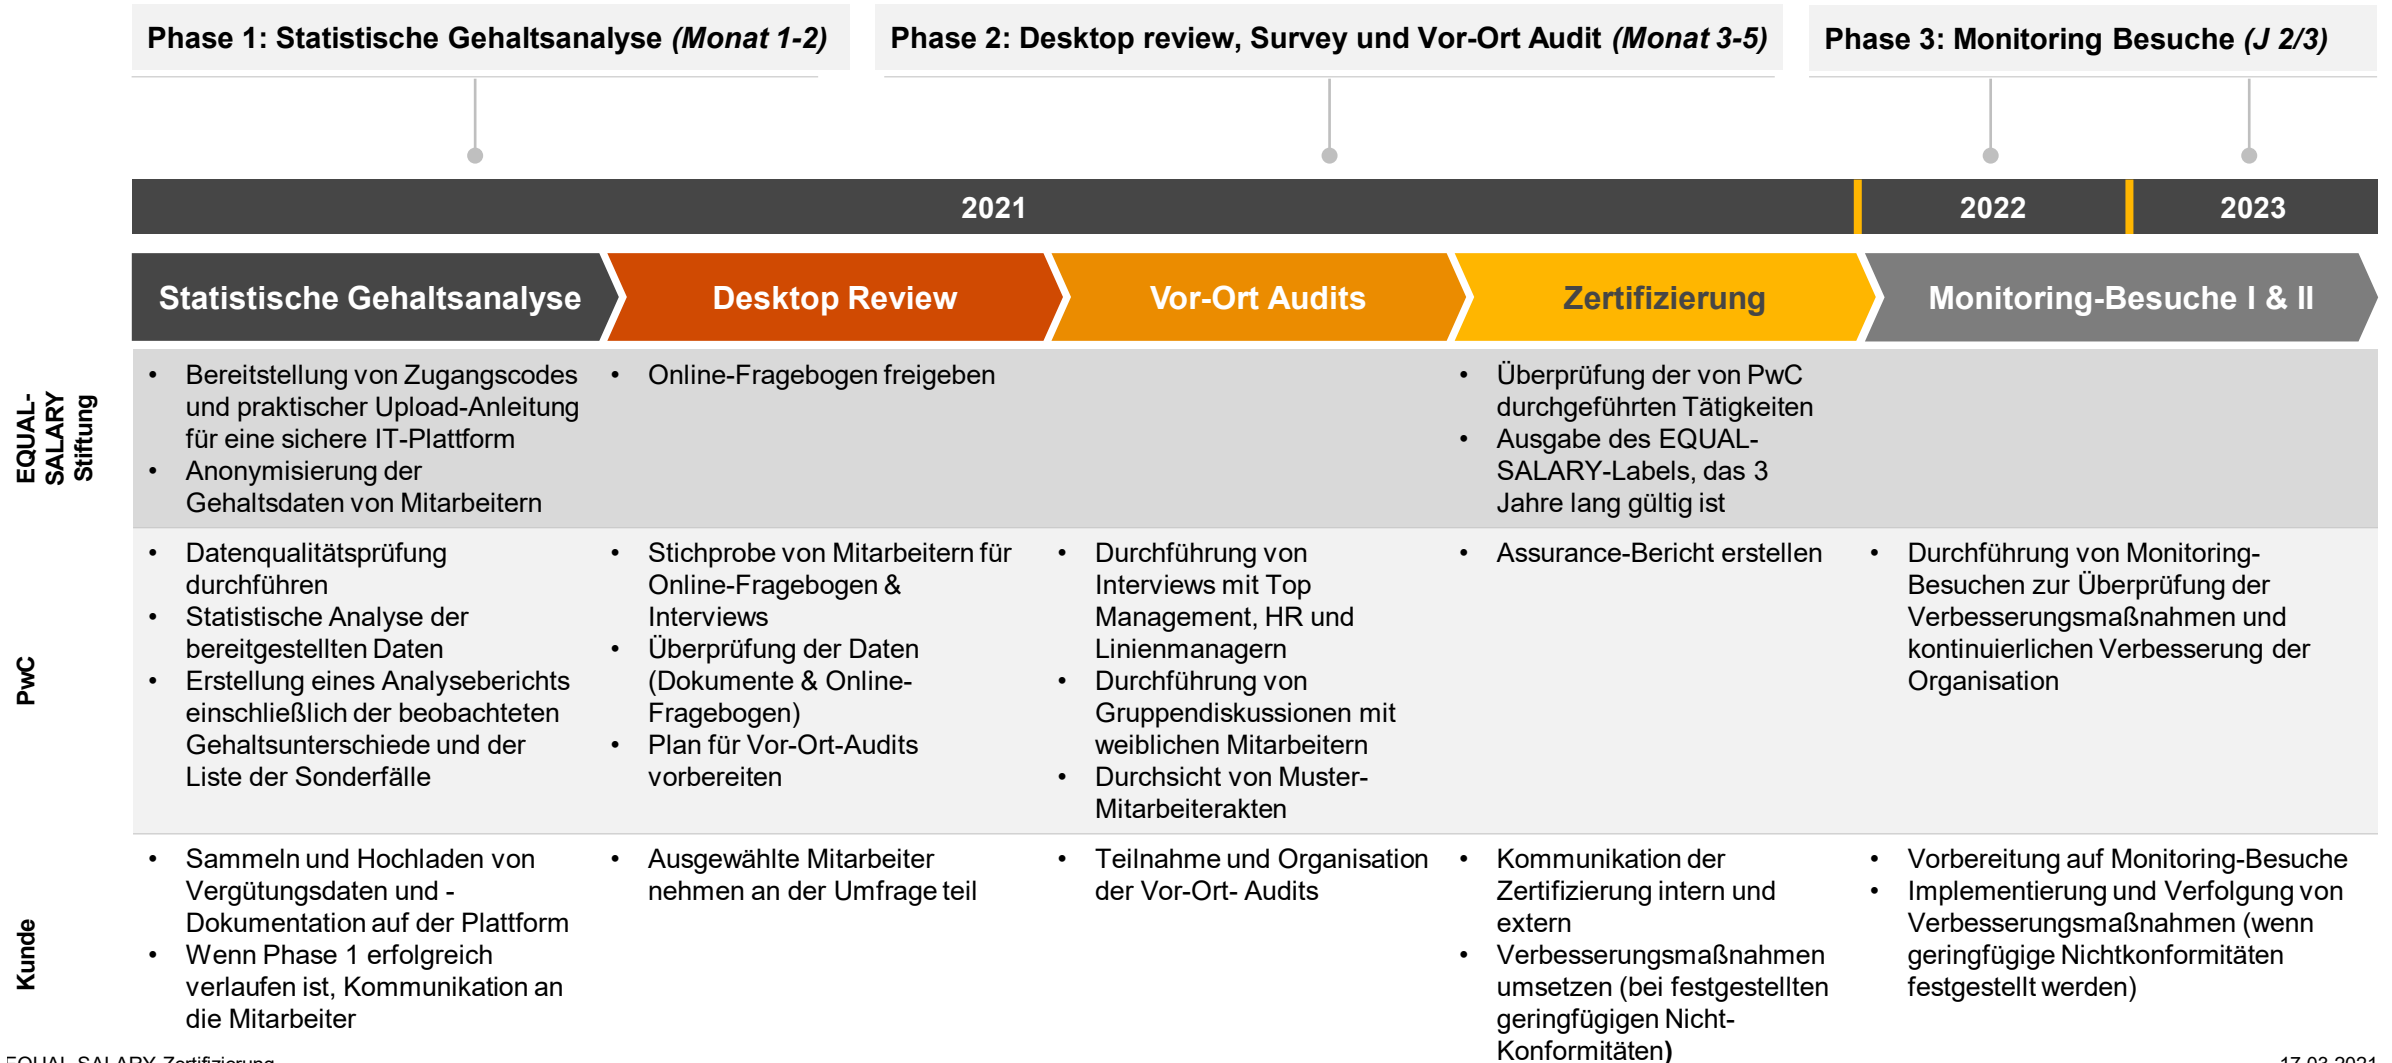 Phase 1: Statistische Gehaltsanalyse (Monat 1-2)
Phase 2: Desktop review, Survey und Vor-Ort Audit (Monat 3-5)
Phase 3: Monitoring Besuche (J 2/3)
2021
2022
2023
Statistische Gehaltsanalyse
Desktop Review
Vor-Ort Audits
Zertifizierung
Monitoring-Besuche I & II
EQUAL-
SALARY
Stiftung
• Bereitstellung von Zugangscodes
und praktischer Upload-Anleitung
für eine sichere IT-Plattform
• Anonymisierung der
Gehaltsdaten von Mitarbeitern
• Online-Fragebogen freigeben
• Überprüfung der von PwC
durchgeführten Tätigkeiten
• Ausgabe des EQUAL-
SALARY-Labels, das 3
Jahre lang gültig ist
PwC
• Datenqualitätsprüfung
durchführen
• Statistische Analyse der
bereitgestellten Daten
• Erstellung eines Analyseberichts
einschließlich der beobachteten
Gehaltsunterschiede und der
Liste der Sonderfälle
• Stichprobe von Mitarbeitern für
Online-Fragebogen &
Interviews
• Überprüfung der Daten
(Dokumente & Online-
Fragebogen)
• Plan für Vor-Ort-Audits
vorbereiten
• Durchführung von
Interviews mit Top
Management, HR und
Linienmanagern
• Durchführung von
Gruppendiskussionen mit
weiblichen Mitarbeitern
• Durchsicht von Muster-
Mitarbeiterakten
• Assurance-Bericht erstellen
• Durchführung von Monitoring-
Besuchen zur Überprüfung der
Verbesserungsmaßnahmen und
kontinuierlichen Verbesserung der
Organisation
Kunde
• Sammeln und Hochladen von
Vergütungsdaten und -
Dokumentation auf der Plattform
• Wenn Phase 1 erfolgreich
verlaufen ist, Kommunikation an
die Mitarbeiter
• Ausgewählte Mitarbeiter
nehmen an der Umfrage teil
• Teilnahme und Organisation
der Vor-Ort- Audits
• Kommunikation der
Zertifizierung intern und
extern
• Verbesserungsmaßnahmen
umsetzen (bei festgestellten
geringfügigen Nicht-
Konformitäten)
• Vorbereitung auf Monitoring-Besuche
• Implementierung und Verfolgung von
Verbesserungsmaßnahmen (wenn
geringfügige Nichtkonformitäten
festgestellt werden)
EQUAL-SALARY Zertifizierung
17.03.2021